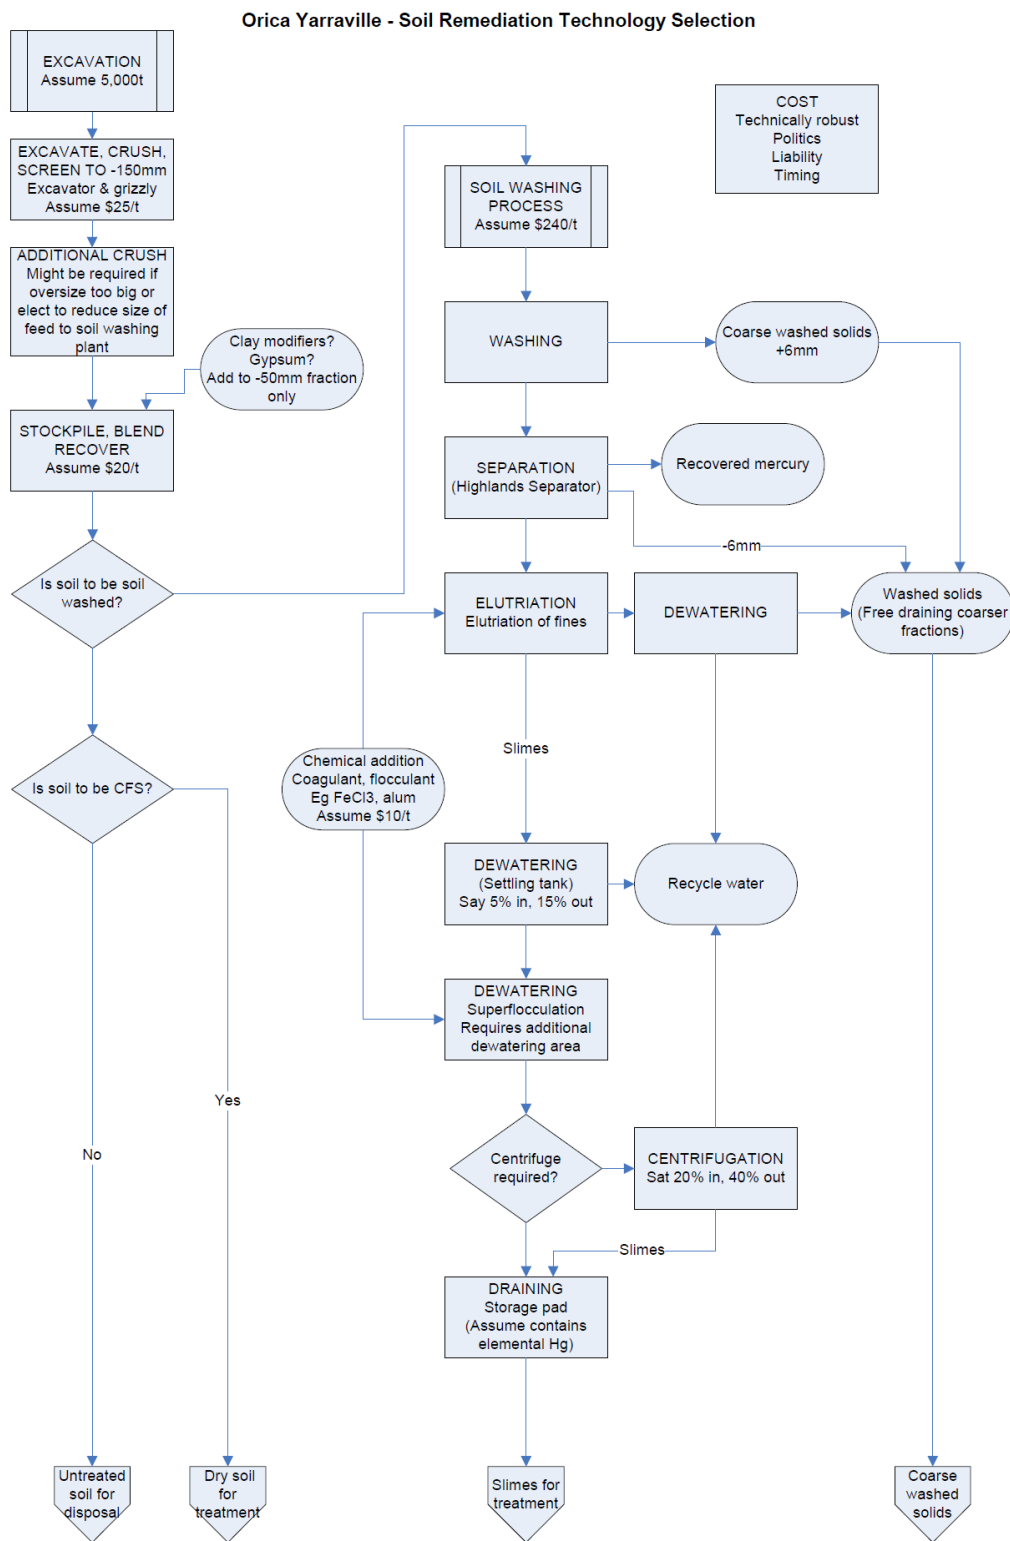 Orica Yarraville - Soil Remediation Technology Selection
EXCAVATION
Assume 5,000t
EXCAVATE, CRUSH,
SCREEN TO -150mm
Excavator & grizzly
Assume $25/t
ADDITIONAL CRUSH
Might be required if
oversize too big or
elect to reduce size of
feed to soil washing
plant
Clay modifiers?
Gypsum?
Add to -50mm fraction
only
STOCKPILE, BLEND
RECOVER
Assume $20/t
Is soil to be soil
washed?
Is soil to be CFS?
No
Yes
Untreated
soil for
disposal
Dry soil
for
treatment
COST
Technically robust
Politics
Liability
Timing
SOIL WASHING
PROCESS
Assume $240/t
WASHING
Coarse washed solids
+6mm
SEPARATION
(Highlands Separator)
Recovered mercury
-6mm
ELUTRIATION
Elutriation of fines
DEWATERING
Washed solids
(Free draining coarser
fractions)
Slimes
Chemical addition
Coagulant, flocculant
Eg FeCl3, alum
Assume $10/t
DEWATERING
(Settling tank)
Say 5% in, 15% out
Recycle water
DEWATERING
Superflocculation
Requires additional
dewatering area
Centrifuge
required?
CENTRIFUGATION
Sat 20% in, 40% out
Slimes
DRAINING
Storage pad
(Assume contains
elemental Hg)
Slimes for
treatment
Coarse
washed
solids